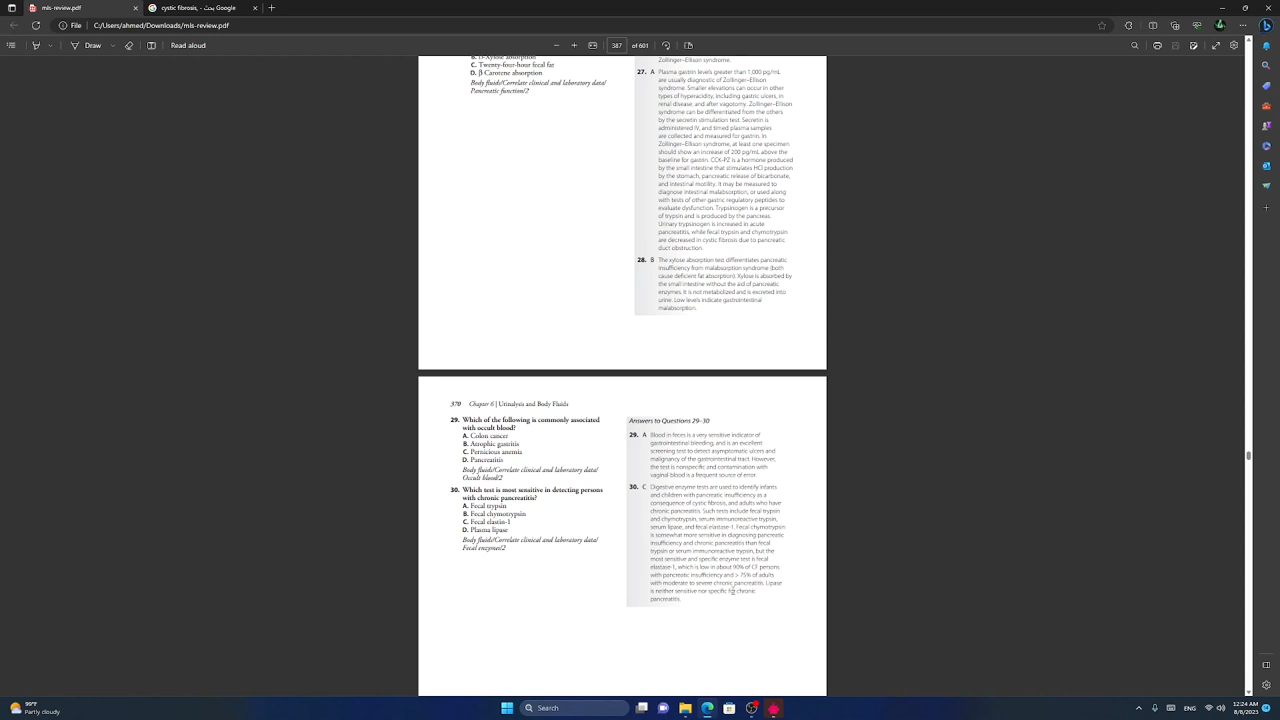 mls-review.pdf
cystic fibrosis, - Google
File
C:/Users/ahmed/Downloads/mls-review.pdf
Draw
Read aloud
387
of 601
B. D-Xylose absorption
C. Twenty-four-hour fecal fat
D. β Carotene absorption
Body fluids/Correlate clinical and laboratory data/
Pancreatic function/2
Zollinger–Ellison syndrome.
27. A Plasma gastrin levels greater than 1,000 pg/mL
are usually diagnostic of Zollinger–Ellison
syndrome. Smaller elevations can occur in other
types of hyperacidity, including gastric ulcers, in
renal disease, and after vagotomy. Zollinger–Ellison
syndrome can be differentiated from the others
by the secretin stimulation test. Secretin is
administered IV, and timed plasma samples
are collected and measured for gastrin. In
Zollinger–Ellison syndrome, at least one specimen
should show an increase of 200 pg/mL above the
baseline for gastrin. CCK-PZ is a hormone produced
by the small intestine that stimulates HCl production
by the stomach, pancreatic release of bicarbonate,
and intestinal motility. It may be measured to
diagnose intestinal malabsorption, or used along
with tests of other gastric regulatory peptides to
evaluate dysfunction. Trypsinogen is a precursor
of trypsin and is produced by the pancreas.
Urinary trypsinogen is increased in acute
pancreatitis, while fecal trypsin and chymotrypsin
are decreased in cystic fibrosis due to pancreatic
duct obstruction.
28. B The xylose absorption test differentiates pancreatic
insufficiency from malabsorption syndrome (both
cause deficient fat absorption). Xylose is absorbed by
the small intestine without the aid of pancreatic
enzymes. It is not metabolized and is excreted into
urine. Low levels indicate gastrointestinal
malabsorption.
370 Chapter 6 | Urinalysis and Body Fluids
29. Which of the following is commonly associated
with occult blood?
A. Colon cancer
B. Atrophic gastritis
C. Pernicious anemia
D. Pancreatitis
Body fluids/Correlate clinical and laboratory data/
Occult blood/2
30. Which test is most sensitive in detecting persons
with chronic pancreatitis?
A. Fecal trypsin
B. Fecal chymotrypsin
C. Fecal elastin-1
D. Plasma lipase
Body fluids/Correlate clinical and laboratory data/
Fecal enzymes/2
Answers to Questions 29–30
29. A Blood in feces is a very sensitive indicator of
gastrointestinal bleeding, and is an excellent
screening test to detect asymptomatic ulcers and
malignancy of the gastrointestinal tract. However,
the test is nonspecific and contamination with
vaginal blood is a frequent source of error.
30. C Digestive enzyme tests are used to identify infants
and children with pancreatic insufficiency as a
consequence of cystic fibrosis, and adults who have
chronic pancreatitis. Such tests include fecal trypsin
and chymotrypsin, serum immunoreactive trypsin,
serum lipase, and fecal elastase-1. Fecal chymotrypsin
is somewhat more sensitive in diagnosing pancreatic
insufficiency and chronic pancreatitis than fecal
trypsin or serum immunoreactive trypsin, but the
most sensitive and specific enzyme test is fecal
elastase-1, which is low in about 90% of CF persons
with pancreatic insufficiency and > 75% of adults
with moderate to severe chronic pancreatitis. Lipase
is neither sensitive nor specific for chronic
pancreatitis.
99°F
Partly cloudy
Search
12:24 AM